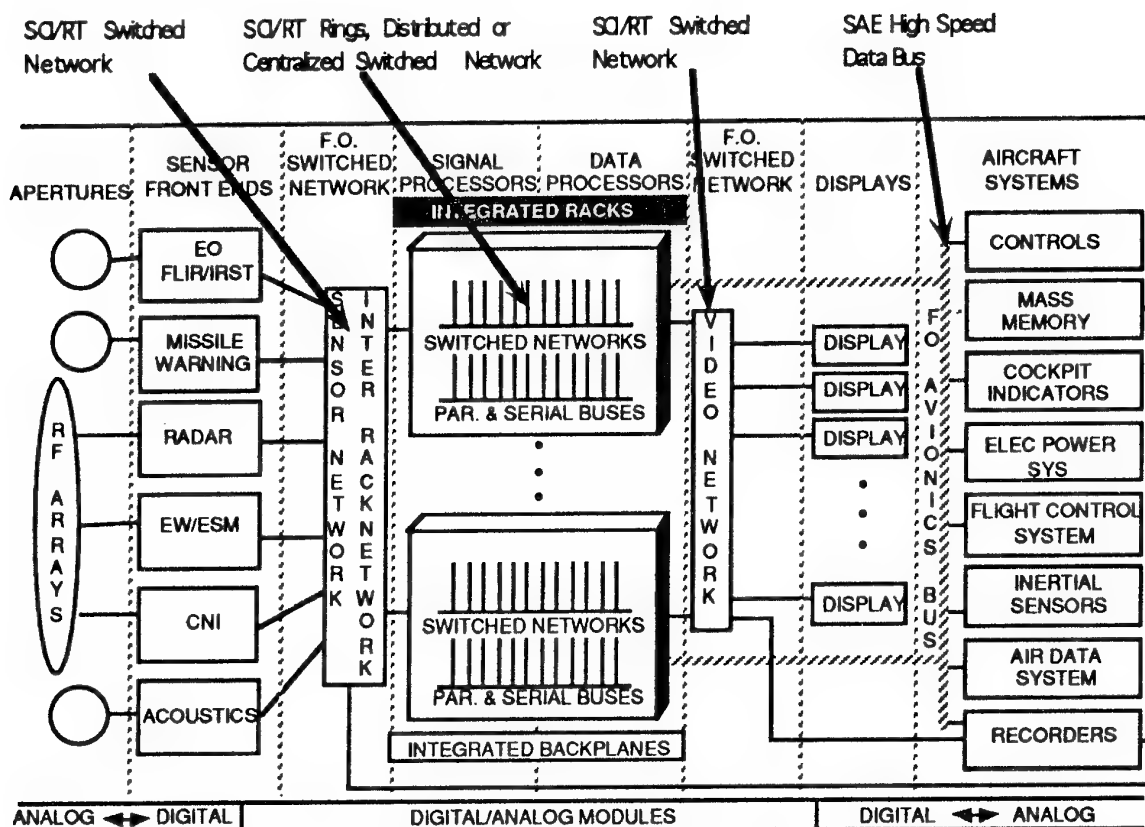 SCI/RT Switched
Network
SCI/RT Rings, Distributed or
Centralized Switched Network
SCI/RT Switched
Network
SAE High Speed
Data Bus
APERTURES
SENSOR
FRONT ENDS
F.O.
SWITCHED
NETWORK
SIGNAL
PROCESSORS
DATA
PROCESSORS
F.O.
SWITCHED
NETWORK
DISPLAYS
AIRCRAFT
SYSTEMS
INTEGRATED RACKS
RF ARRAYS
EO
FLIR/IRST
MISSILE
WARNING
RADAR
EW/ESM
CNI
ACOUSTICS
SENSOR NETWORK
INTER RACK NETWORK
SWITCHED NETWORKS
PAR. & SERIAL BUSES
SWITCHED NETWORKS
PAR. & SERIAL BUSES
INTEGRATED BACKPLANES
VIDEO NETWORK
DISPLAY
DISPLAY
DISPLAY
DISPLAY
FO AVIONICS BUS
CONTROLS
MASS
MEMORY
COCKPIT
INDICATORS
ELEC POWER
SYS
FLIGHT CONTROL
SYSTEM
INERTIAL
SENSORS
AIR DATA
SYSTEM
RECORDERS
ANALOG
DIGITAL
DIGITAL/ANALOG MODULES
DIGITAL
ANALOG